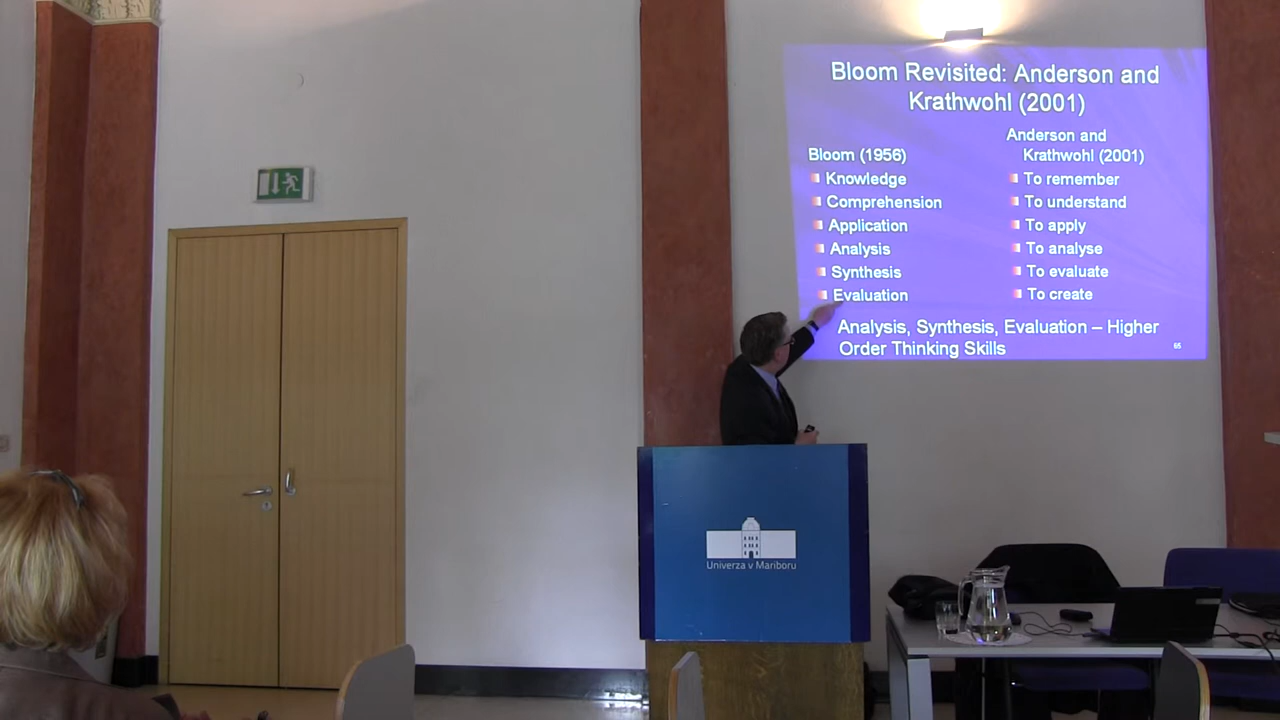 Bloom Revisited: Anderson and
Krathwohl (2001)
Bloom (1956)
Knowledge
Comprehension
Application
Analysis
Synthesis
Evaluation
Anderson and
Krathwohl (2001)
To remember
To understand
To apply
To analyse
To evaluate
To create
Analysis, Synthesis, Evaluation – Higher
Order Thinking Skills
65
Univerza v Mariboru